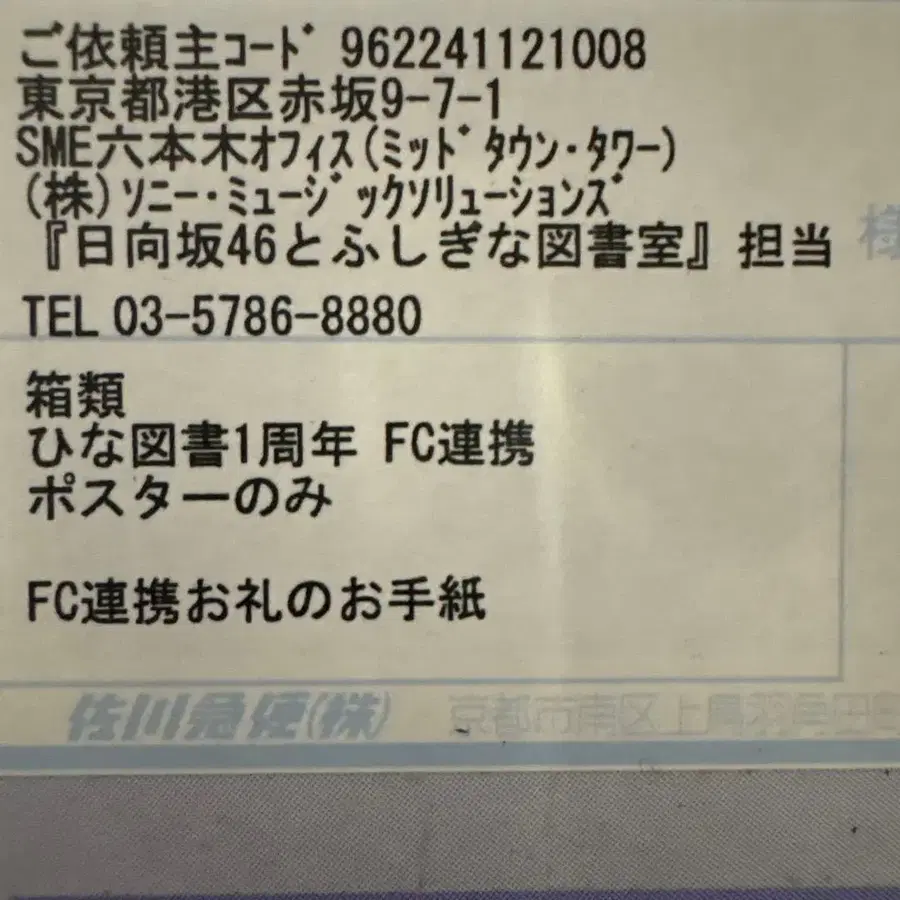 ご依頼主ｺｰﾄﾞ 962241121008
東京都港区赤坂9-7-1
SME六本木ｵﾌｨｽ(ﾐｯﾄﾞﾀｳﾝ･ﾀﾜｰ)
(株)ｿﾆｰ･ﾐｭｰｼﾞｯｸｿﾘｭｰｼｮﾝｽﾞ
『日向坂46とふしぎな図書室』担当
様
TEL 03-5786-8880
箱類
ひな図書1周年 FC連携
ポスターのみ
FC連携お礼のお手紙
佐川急便(株) 京都市南区上鳥羽角田